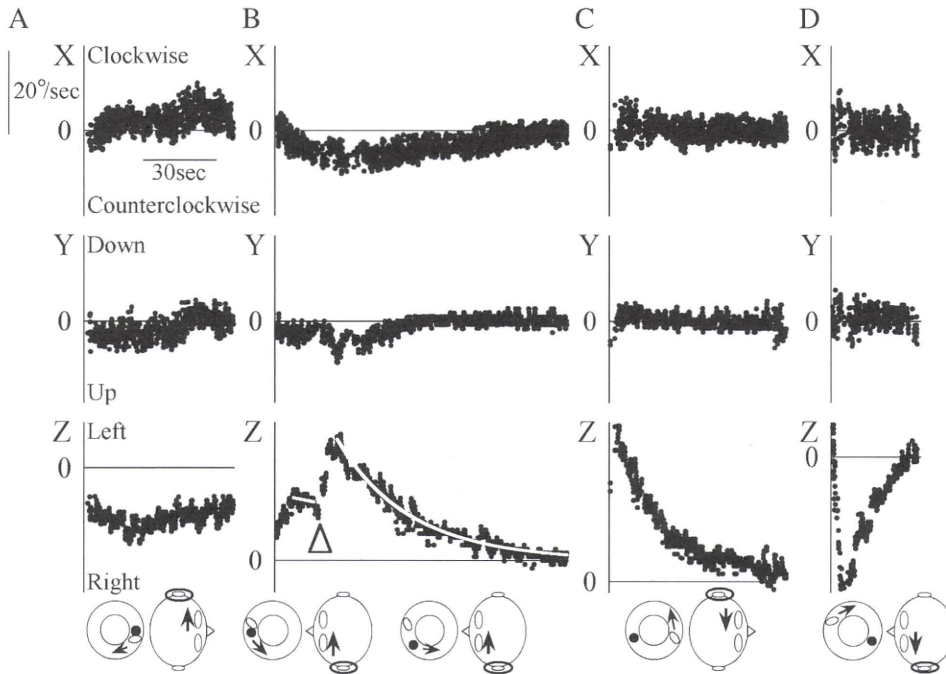 A B C D
X Clockwise X X X
20°/sec
0 0 0 0
30sec
Counterclockwise
Y Down Y Y Y
0 0 0 0
Up
Z Left Z Z Z
0 0
0 0
Right